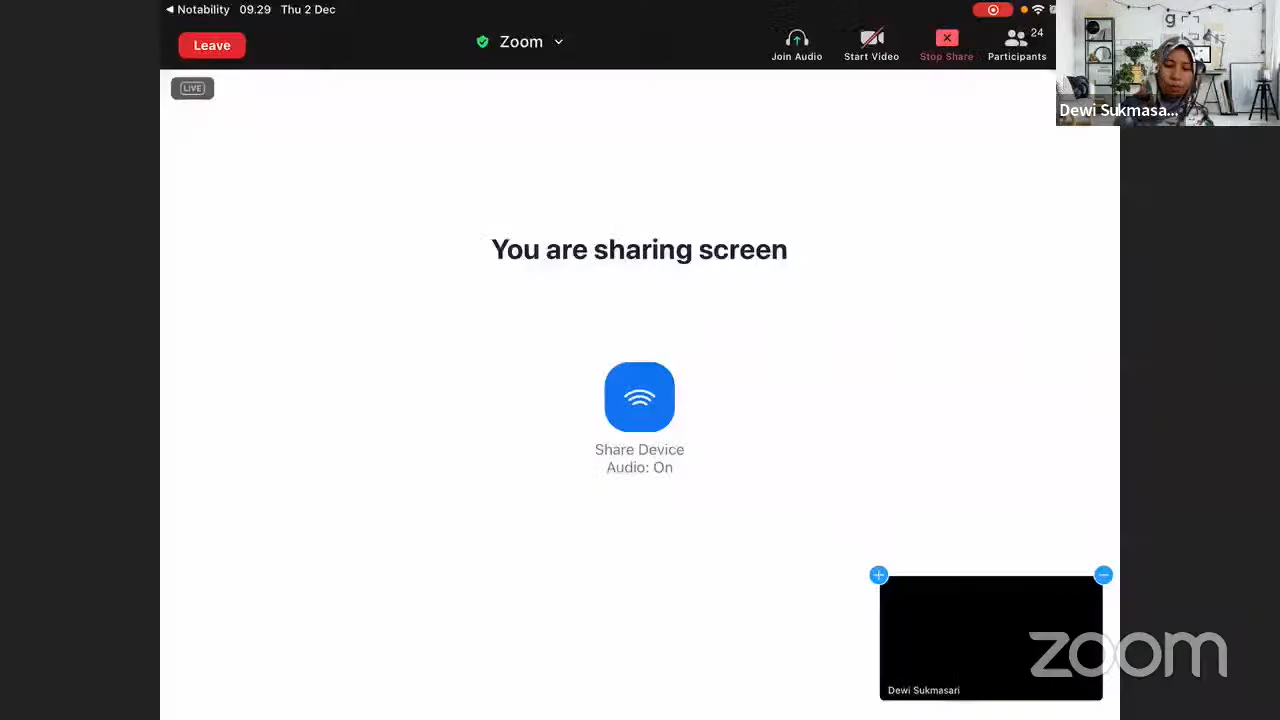 ◀ Notability 09.29 Thu 2 Dec
Leave
Zoom
Join Audio
Start Video
Stop Share
24
Participants
LIVE
g
Dewi Sukmasa...
You are sharing screen
Share Device
Audio: On
Dewi Sukmasari
zoom